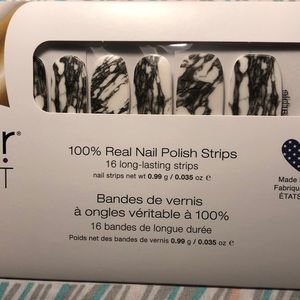 r®
T
100% Real Nail Polish Strips
16 long-lasting strips
nail strips net wt 0.99 g / 0.035 oz ℮
Bandes de vernis
à ongles véritable à 100%
16 bandes de longue durée
Poids net des bandes de vernis 0.99 g / 0.035 oz ℮
Made
Fabriqu
ÉTATS